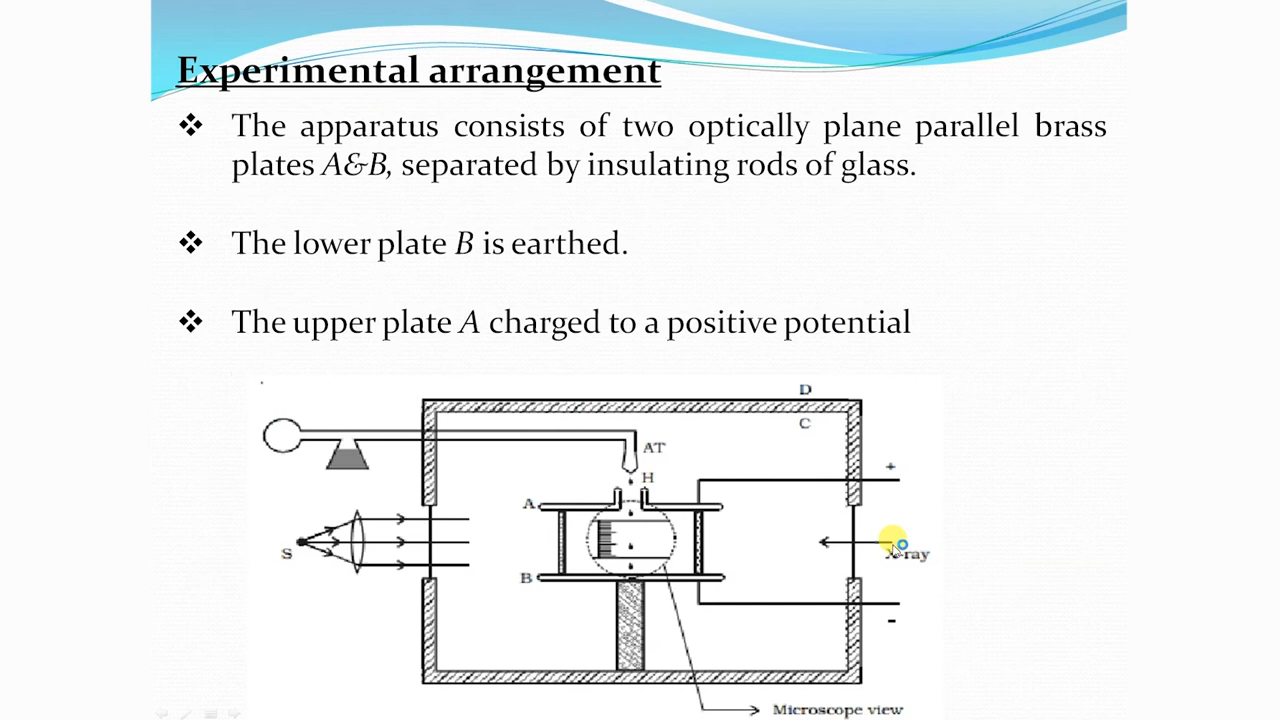 Experimental arrangement
❖ The apparatus consists of two optically plane parallel brass
plates A&B, separated by insulating rods of glass.
❖ The lower plate B is earthed.
❖ The upper plate A charged to a positive potential
D
C
AT
H
+
A
S
X-ray
B
-
Microscope view